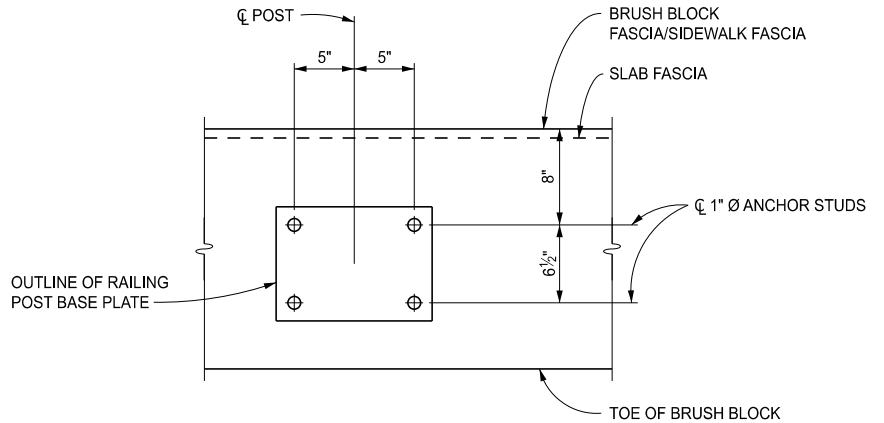 ℄ POST
BRUSH BLOCK
FASCIA/SIDEWALK FASCIA
5"
5"
SLAB FASCIA
8"
℄ 1" Ø ANCHOR STUDS
6½"
OUTLINE OF RAILING
POST BASE PLATE
TOE OF BRUSH BLOCK